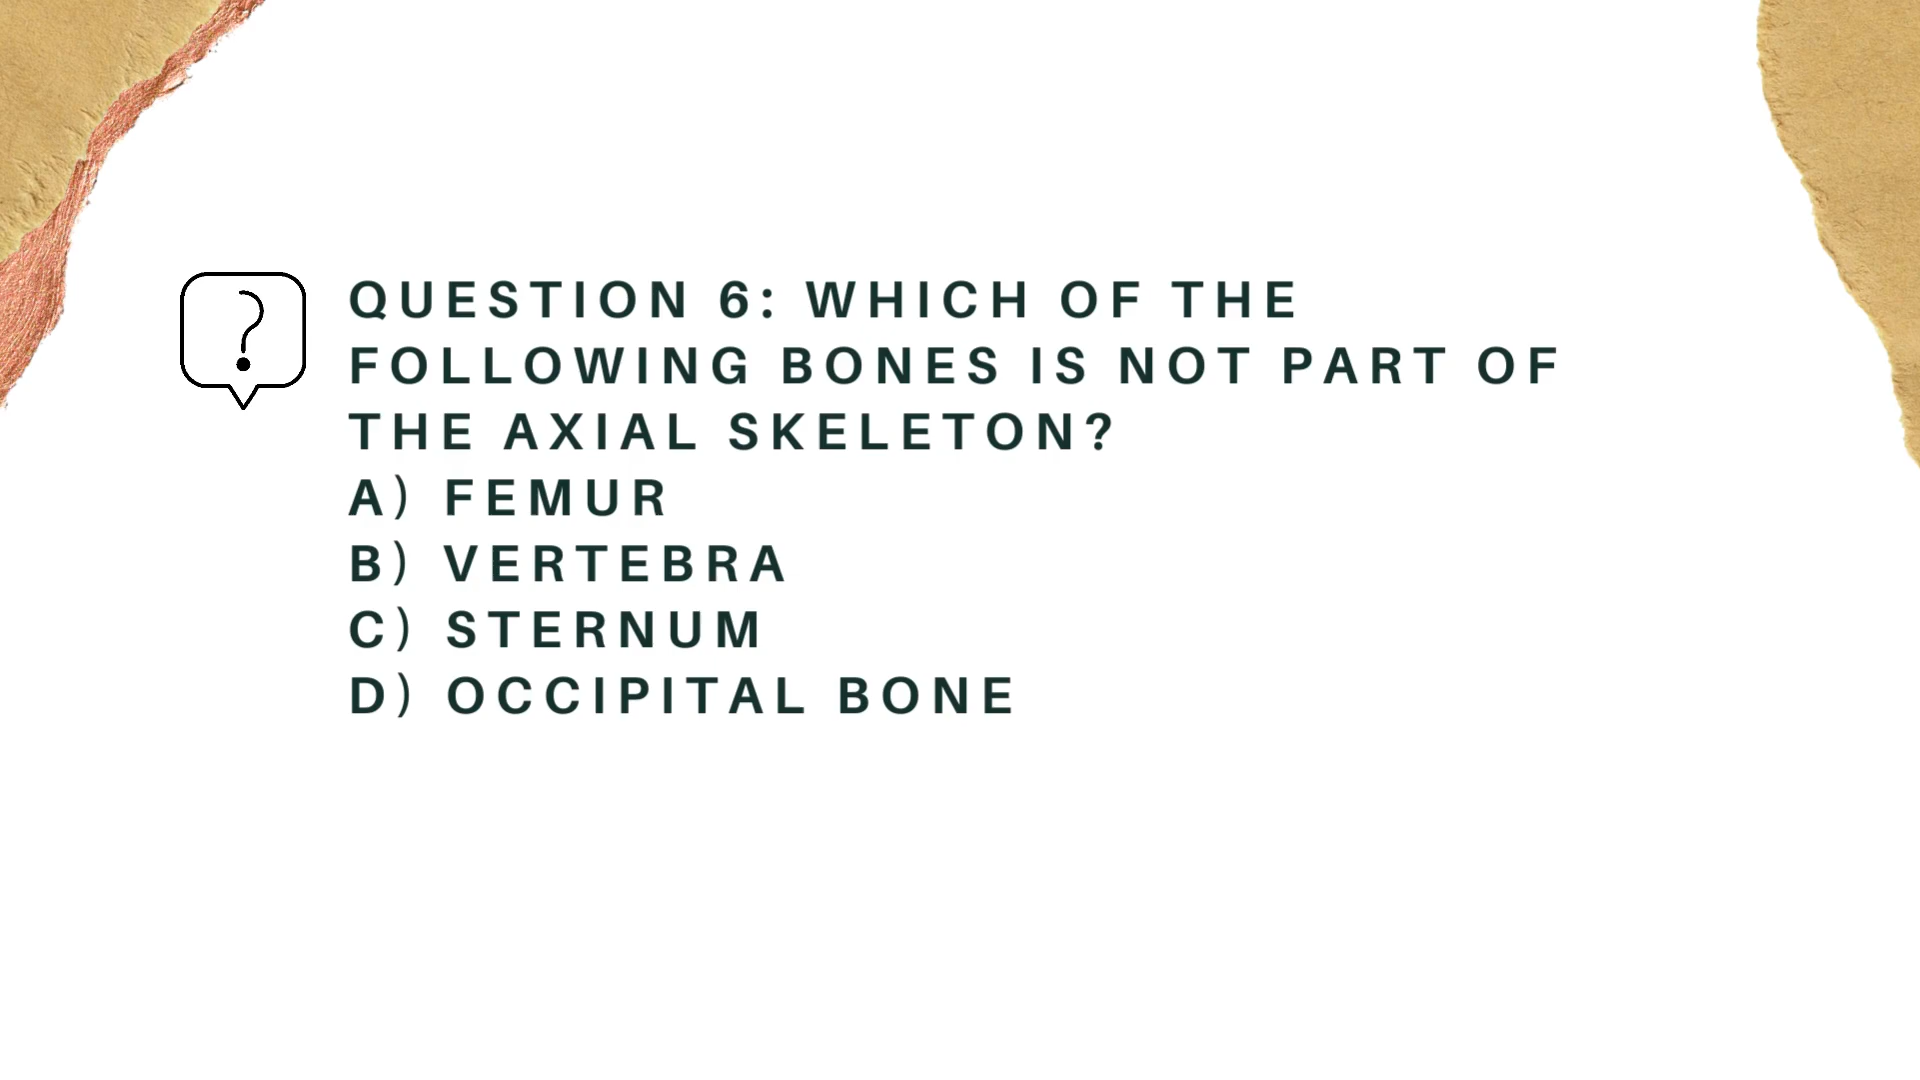 ?
QUESTION 6: WHICH OF THE
FOLLOWING BONES IS NOT PART OF
THE AXIAL SKELETON?
A) FEMUR
B) VERTEBRA
C) STERNUM
D) OCCIPITAL BONE